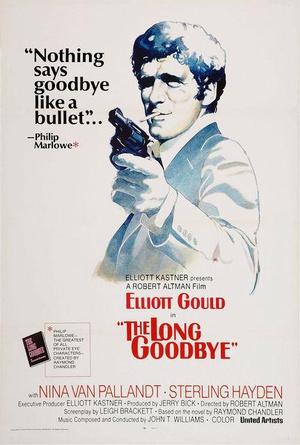 "Nothing
says
goodbye
like a
bullet"...
—Philip
Marlowe*
ELLIOTT KASTNER presents
A ROBERT ALTMAN Film
ELLIOTT GOULD
in
"THE LONG
GOODBYE"
*
PHILIP
MARLOWE—
THE GREATEST
OF ALL
PRIVATE EYE
CHARACTERS—
CREATED BY
RAYMOND
CHANDLER
with NINA VAN PALLANDT · STERLING HAYDEN
Executive Producer ELLIOTT KASTNER · Produced by JERRY BICK · Directed by ROBERT ALTMAN
Screenplay by LEIGH BRACKETT · Based on the novel by RAYMOND CHANDLER
Music Composed and Conducted by JOHN T. WILLIAMS · COLOR United Artists